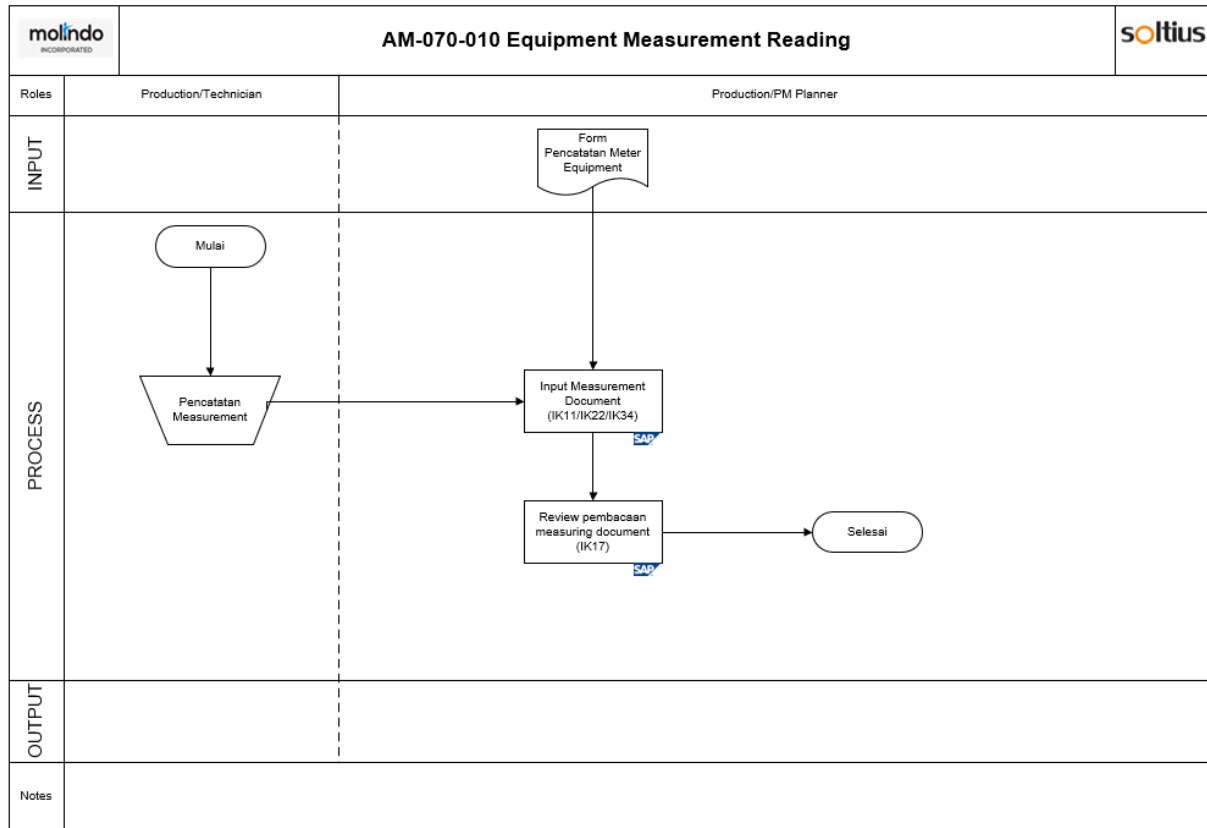 molindo
INCORPORATED
AM-070-010 Equipment Measurement Reading
soltius
Roles
Production/Technician
Production/PM Planner
INPUT
Form
Pencatatan Meter
Equipment
PROCESS
Mulai
Pencatatan
Measurement
Input Measurement
Document
(IK11/IK22/IK34)
SAP
Review pembacaan
measuring document
(IK17)
SAP
Selesai
OUTPUT
Notes